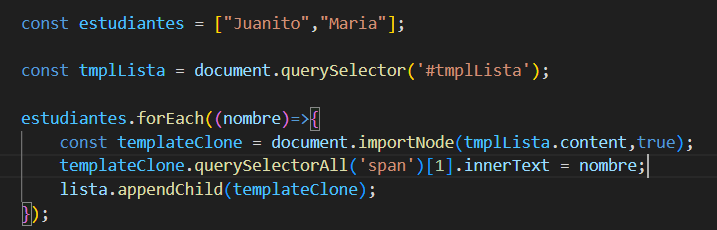 const estudiantes = ["Juanito","Maria"];
const tmplLista = document.querySelector('#tmplLista');
estudiantes.forEach((nombre)=>{
const templateClone = document.importNode(tmplLista.content,true);
templateClone.querySelectorAll('span')[1].innerText = nombre;
lista.appendChild(templateClone);
});